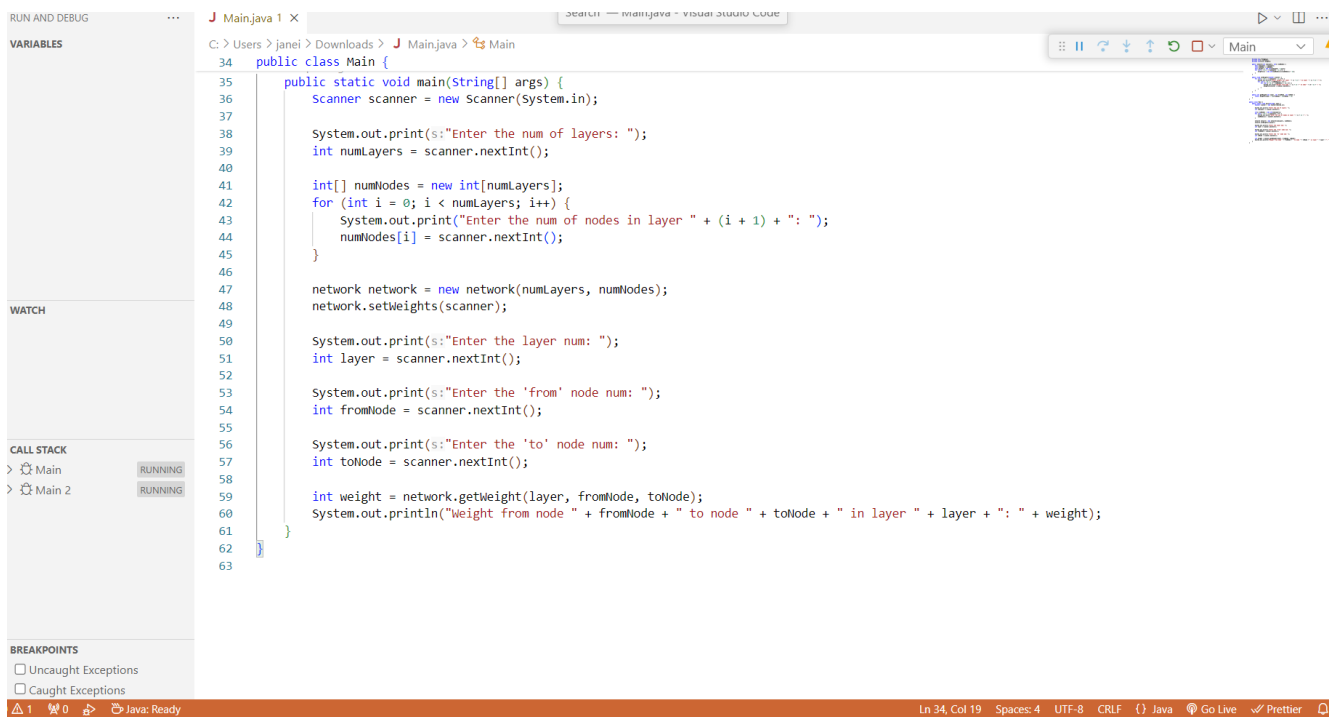 RUN AND DEBUG ...
Main.java 1 ×
Search — Main.java - Visual Studio Code
VARIABLES
C: > Users > janei > Downloads > J Main.java > Main
Main
34 public class Main {
35 public static void main(String[] args) {
36 Scanner scanner = new Scanner(System.in);
37
38 System.out.print(s:"Enter the num of layers: ");
39 int numLayers = scanner.nextInt();
40
41 int[] numNodes = new int[numLayers];
42 for (int i = 0; i < numLayers; i++) {
43 System.out.print("Enter the num of nodes in layer " + (i + 1) + ": ");
44 numNodes[i] = scanner.nextInt();
45 }
46
47 network network = new network(numLayers, numNodes);
48 network.setWeights(scanner);
49
50 System.out.print(s:"Enter the layer num: ");
51 int layer = scanner.nextInt();
52
53 System.out.print(s:"Enter the 'from' node num: ");
54 int fromNode = scanner.nextInt();
55
56 System.out.print(s:"Enter the 'to' node num: ");
57 int toNode = scanner.nextInt();
58
59 int weight = network.getWeight(layer, fromNode, toNode);
60 System.out.println("Weight from node " + fromNode + " to node " + toNode + " in layer " + layer + ": " + weight);
61 }
62 }
63
WATCH
CALL STACK
Main RUNNING
Main 2 RUNNING
BREAKPOINTS
Uncaught Exceptions
Caught Exceptions
1 0 Java: Ready
Ln 34, Col 19 Spaces: 4 UTF-8 CRLF {} Java Go Live Prettier